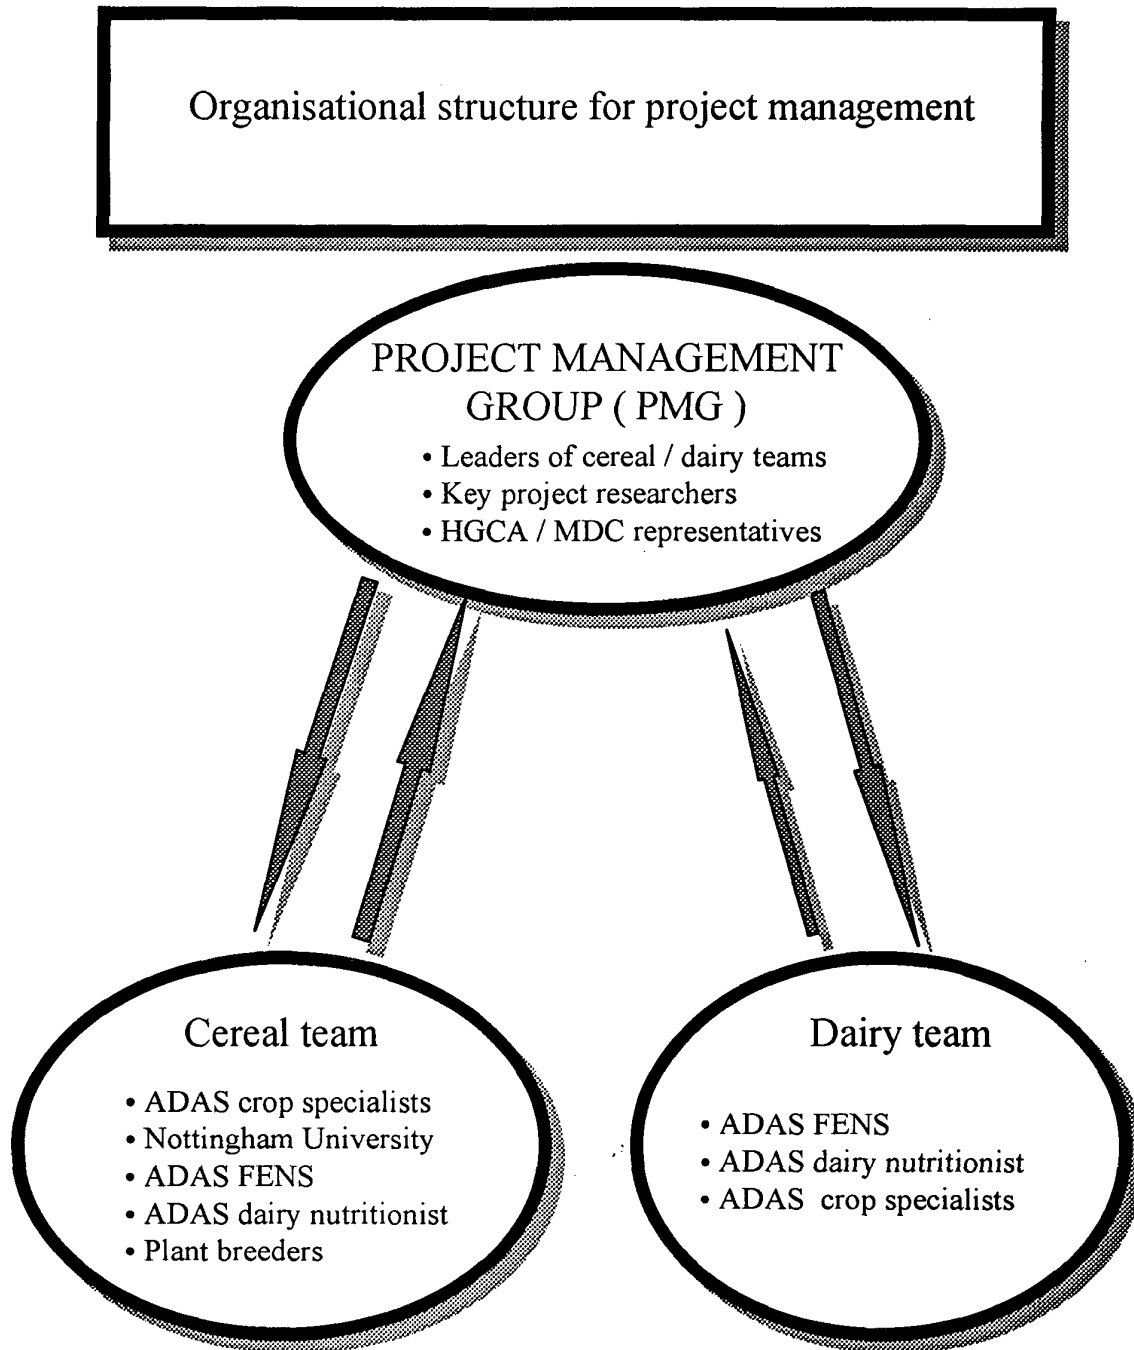 Organisational structure for project management
PROJECT MANAGEMENT
GROUP ( PMG )
• Leaders of cereal / dairy teams
• Key project researchers
• HGCA / MDC representatives
Cereal team
• ADAS crop specialists
• Nottingham University
• ADAS FENS
• ADAS dairy nutritionist
• Plant breeders
Dairy team
• ADAS FENS
• ADAS dairy nutritionist
• ADAS crop specialists